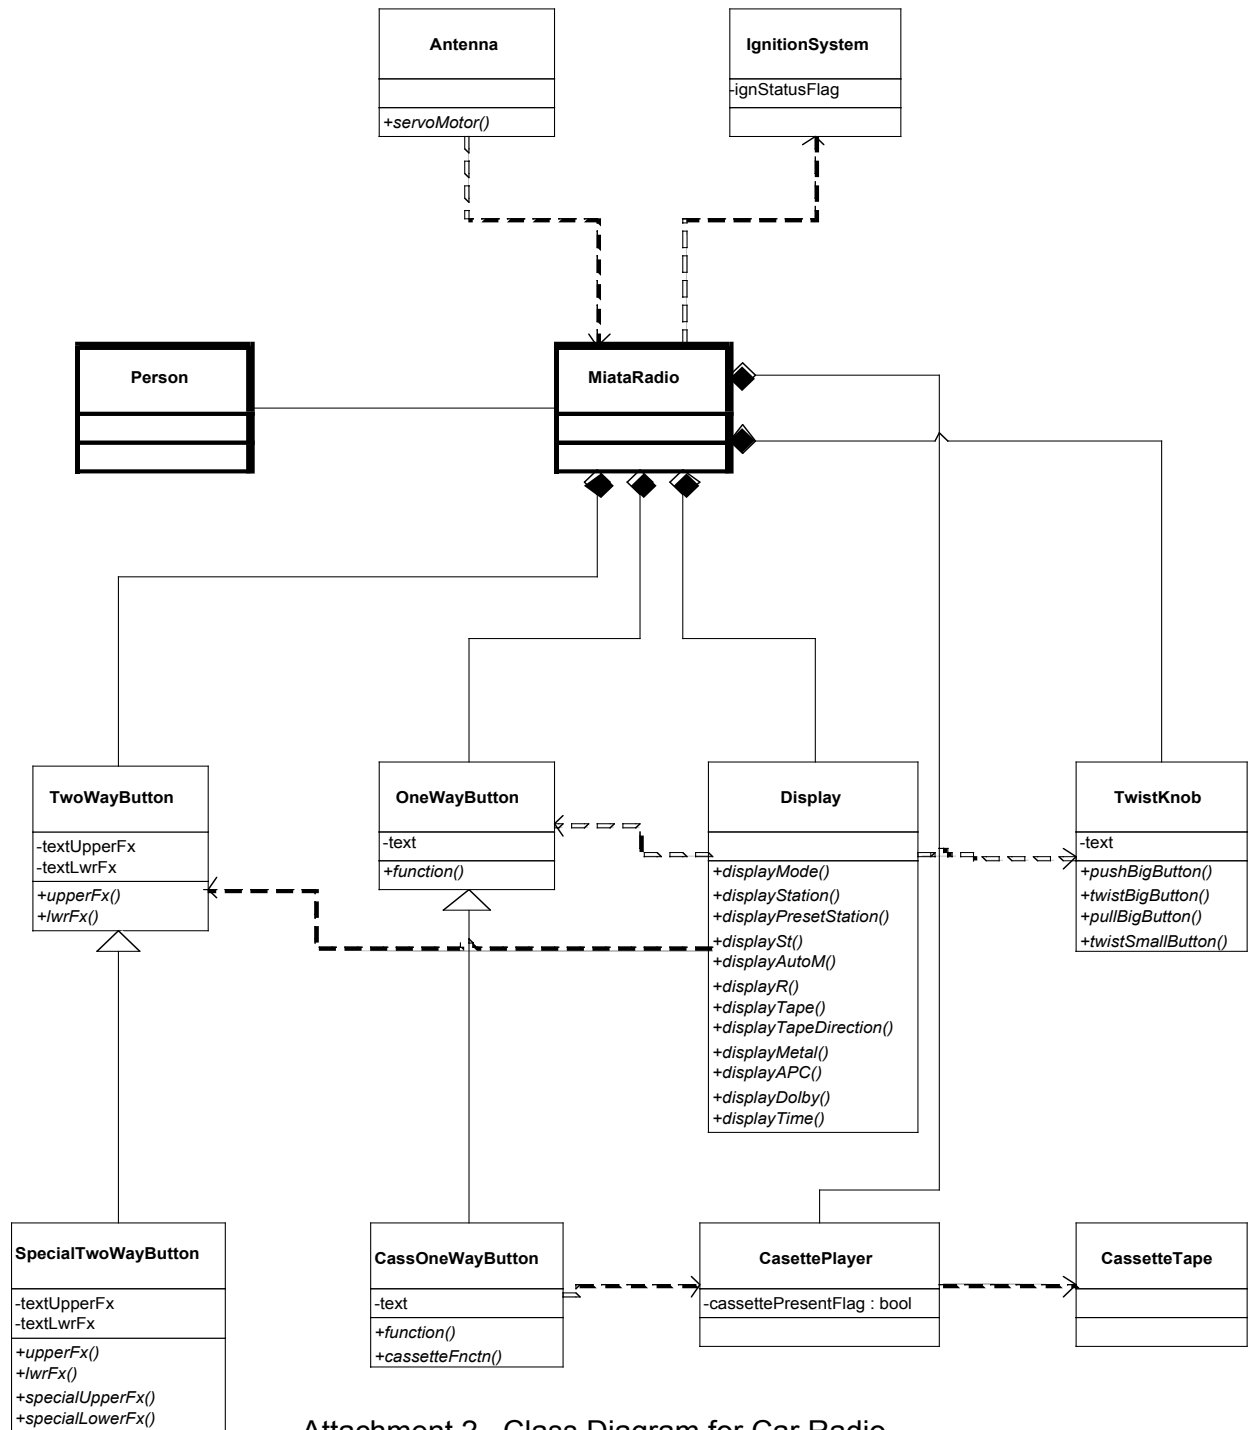 Antenna
+servoMotor()
IgnitionSystem
-ignStatusFlag
Person
MiataRadio
TwoWayButton
-textUpperFx
-textLwrFx
+upperFx()
+lwrFx()
OneWayButton
-text
+function()
Display
+displayMode()
+displayStation()
+displayPresetStation()
+displaySt()
+displayAutoM()
+displayR()
+displayTape()
+displayTapeDirection()
+displayMetal()
+displayAPC()
+displayDolby()
+displayTime()
TwistKnob
-text
+pushBigButton()
+twistBigButton()
+pullBigButton()
+twistSmallButton()
SpecialTwoWayButton
-textUpperFx
-textLwrFx
+upperFx()
+lwrFx()
+specialUpperFx()
+specialLowerFx()
CassOneWayButton
-text
+function()
+cassetteFnctn()
CasettePlayer
-cassettePresentFlag : bool
CassetteTape
Attachment 2 Class Diagram for Car Radio